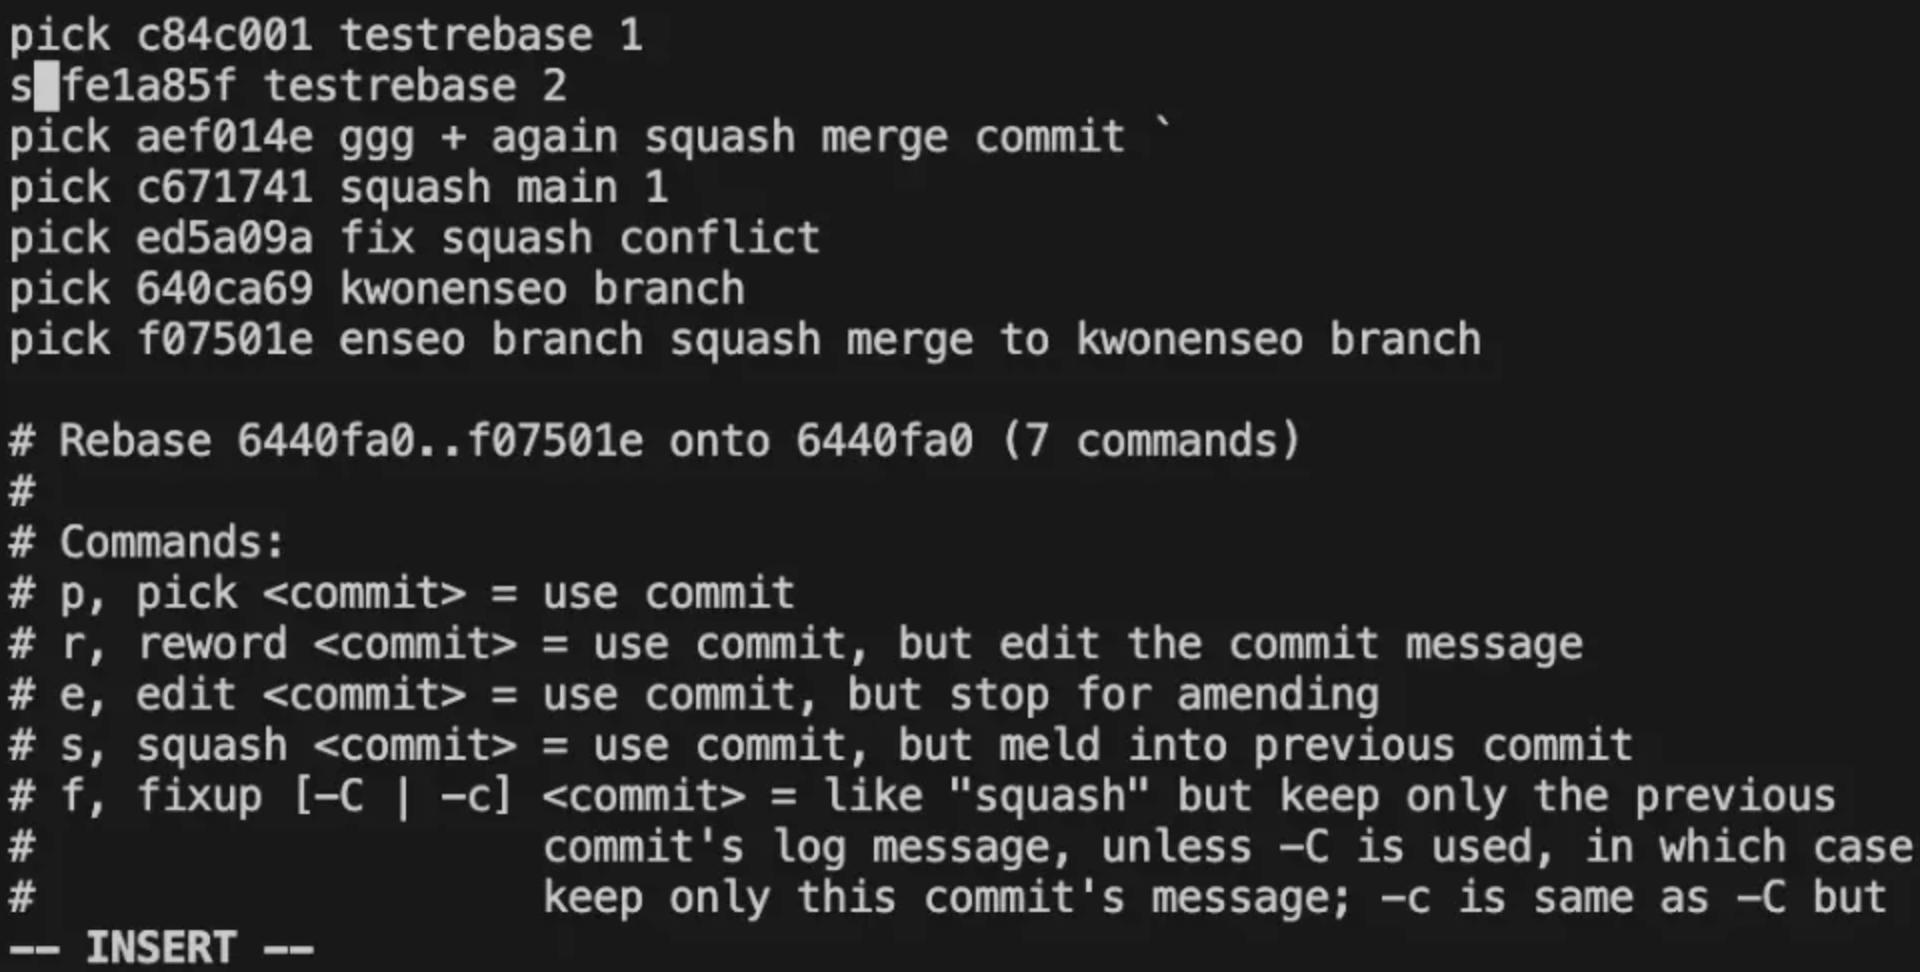 pick c84c001 testrebase 1
s fe1a85f testrebase 2
pick aef014e ggg + again squash merge commit `
pick c671741 squash main 1
pick ed5a09a fix squash conflict
pick 640ca69 kwonenseo branch
pick f07501e enseo branch squash merge to kwonenseo branch
# Rebase 6440fa0..f07501e onto 6440fa0 (7 commands)
#
# Commands:
# p, pick <commit> = use commit
# r, reword <commit> = use commit, but edit the commit message
# e, edit <commit> = use commit, but stop for amending
# s, squash <commit> = use commit, but meld into previous commit
# f, fixup [-C | -c] <commit> = like "squash" but keep only the previous
#                    commit's log message, unless -C is used, in which case
#                    keep only this commit's message; -c is same as -C but
-- INSERT --